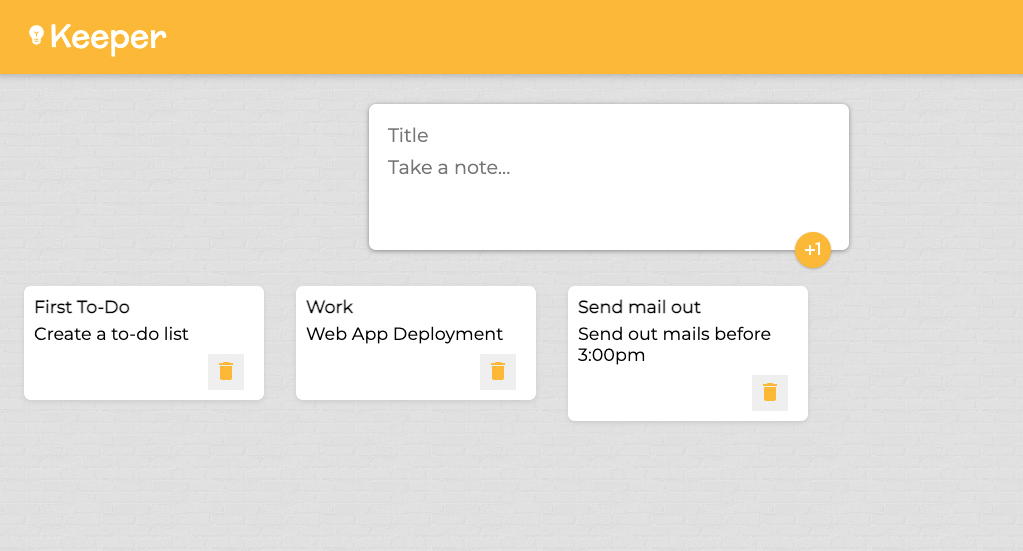 Keeper
Title
Take a note...
+1
First To-Do
Create a to-do list
Work
Web App Deployment
Send mail out
Send out mails before
3:00pm